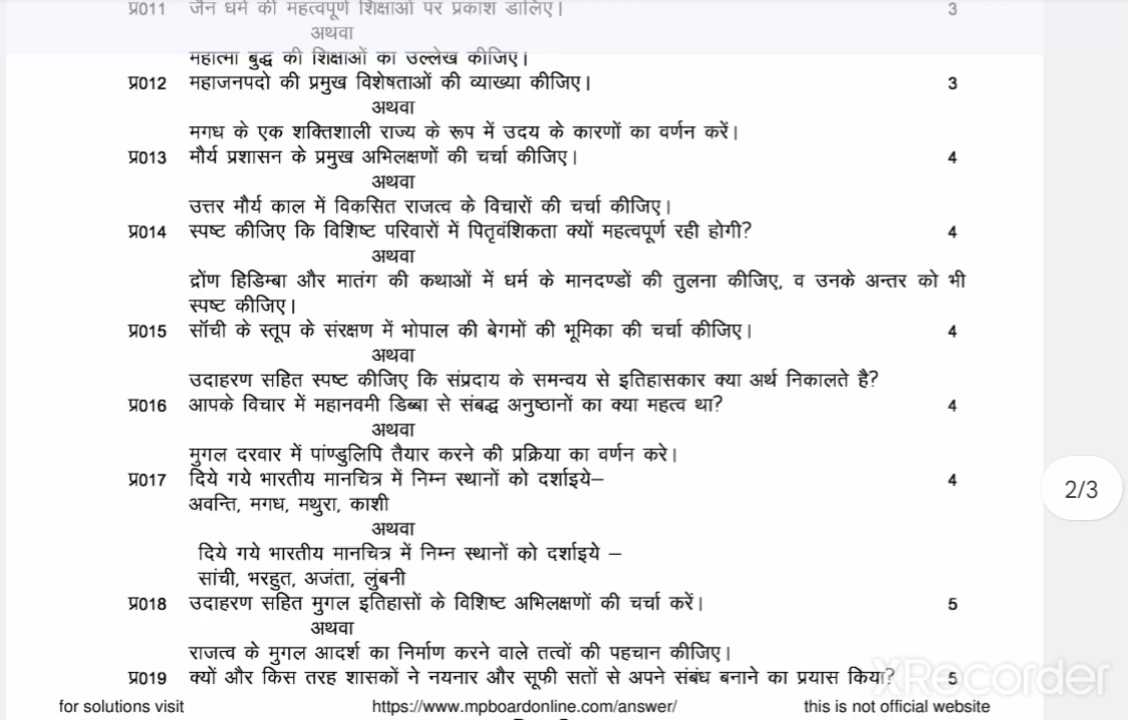 प्र011 जैन धर्म की महत्वपूर्ण शिक्षाओं पर प्रकाश डालिए। 3
अथवा
महात्मा बुद्ध की शिक्षाओं का उल्लेख कीजिए।
प्र012 महाजनपदो की प्रमुख विशेषताओं की व्याख्या कीजिए। 3
अथवा
मगध के एक शक्तिशाली राज्य के रूप में उदय के कारणों का वर्णन करें।
प्र013 मौर्य प्रशासन के प्रमुख अभिलक्षणों की चर्चा कीजिए। 4
अथवा
उत्तर मौर्य काल में विकसित राजत्व के विचारों की चर्चा कीजिए।
प्र014 स्पष्ट कीजिए कि विशिष्ट परिवारों में पितृवंशिकता क्यों महत्वपूर्ण रही होगी? 4
अथवा
द्रोंण हिडिम्बा और मातंग की कथाओं में धर्म के मानदण्डों की तुलना कीजिए, व उनके अन्तर को भी
स्पष्ट कीजिए।
प्र015 सॉची के स्तूप के संरक्षण में भोपाल की बेगमों की भूमिका की चर्चा कीजिए। 4
अथवा
उदाहरण सहित स्पष्ट कीजिए कि संप्रदाय के समन्वय से इतिहासकार क्या अर्थ निकालते है?
प्र016 आपके विचार में महानवमी डिब्बा से संबद्ध अनुष्ठानों का क्या महत्व था? 4
अथवा
मुगल दरवार में पांण्डुलिपि तैयार करने की प्रक्रिया का वर्णन करे।
प्र017 दिये गये भारतीय मानचित्र में निम्न स्थानों को दर्शाइये– 4
अवन्ति, मगध, मथुरा, काशी
2/3
अथवा
दिये गये भारतीय मानचित्र में निम्न स्थानों को दर्शाइये –
सांची, भरहुत, अजंता, लुंबनी
प्र018 उदाहरण सहित मुगल इतिहासों के विशिष्ट अभिलक्षणों की चर्चा करें। 5
अथवा
राजत्व के मुगल आदर्श का निर्माण करने वाले तत्वों की पहचान कीजिए।
प्र019 क्यों और किस तरह शासकों ने नयनार और सूफी सतों से अपने संबंध बनाने का प्रयास किया? 5
XRecorder
for solutions visit https://www.mpboardonline.com/answer/ this is not official website